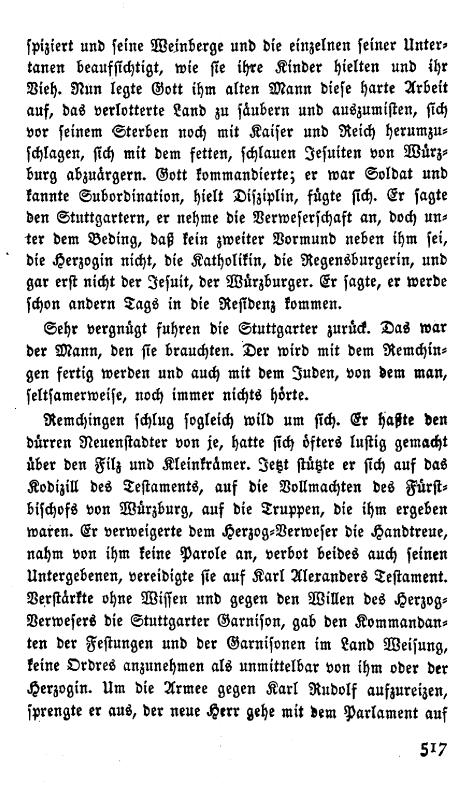 spiziert und seine Weinberge und die einzelnen seiner Unter-
tanen beaufsichtigt, wie sie ihre Kinder hielten und ihr
Vieh. Nun legte Gott ihm alten Mann diese harte Arbeit
auf, das verlotterte Land zu säubern und auszumisten, sich
vor seinem Sterben noch mit Kaiser und Reich herumzu-
schlagen, sich mit dem fetten, schlauen Jesuiten von Würz-
burg abzuärgern. Gott kommandierte; er war Soldat und
kannte Subordination, hielt Disziplin, fügte sich. Er sagte
den Stuttgartern, er nehme die Verweserschaft an, doch un-
ter dem Beding, daß kein zweiter Vormund neben ihm sei,
die Herzogin nicht, die Katholikin, die Regensburgerin, und
gar erst nicht der Jesuit, der Würzburger. Er sagte, er werde
schon andern Tags in die Residenz kommen.
Sehr vergnügt fuhren die Stuttgarter zurück. Das war
der Mann, den sie brauchten. Der wird mit dem Remchin-
gen fertig werden und auch mit dem Juden, von dem man,
seltsamerweise, noch immer nichts hörte.
Remchingen schlug sogleich wild um sich. Er haßte den
dürren Neuenstadter von je, hatte sich öfters lustig gemacht
über den Filz und Kleinkrämer. Jetzt stützte er sich auf das
Kodizill des Testaments, auf die Vollmachten des Fürst-
bischofs von Würzburg, auf die Truppen, die ihm ergeben
waren. Er verweigerte dem Herzog-Verweser die Handtreue,
nahm von ihm keine Parole an, verbot beides auch seinen
Untergebenen, vereidigte sie auf Karl Alexanders Testament.
Verstärkte ohne Wissen und gegen den Willen des Herzog-
Verwesers die Stuttgarter Garnison, gab den Kommandan-
ten der Festungen und der Garnisonen im Land Weisung,
keine Ordres anzunehmen als unmittelbar von ihm oder der
Herzogin. Um die Armee gegen Karl Rudolf aufzureizen,
sprengte er aus, der neue Herr gehe mit dem Parlament auf
517